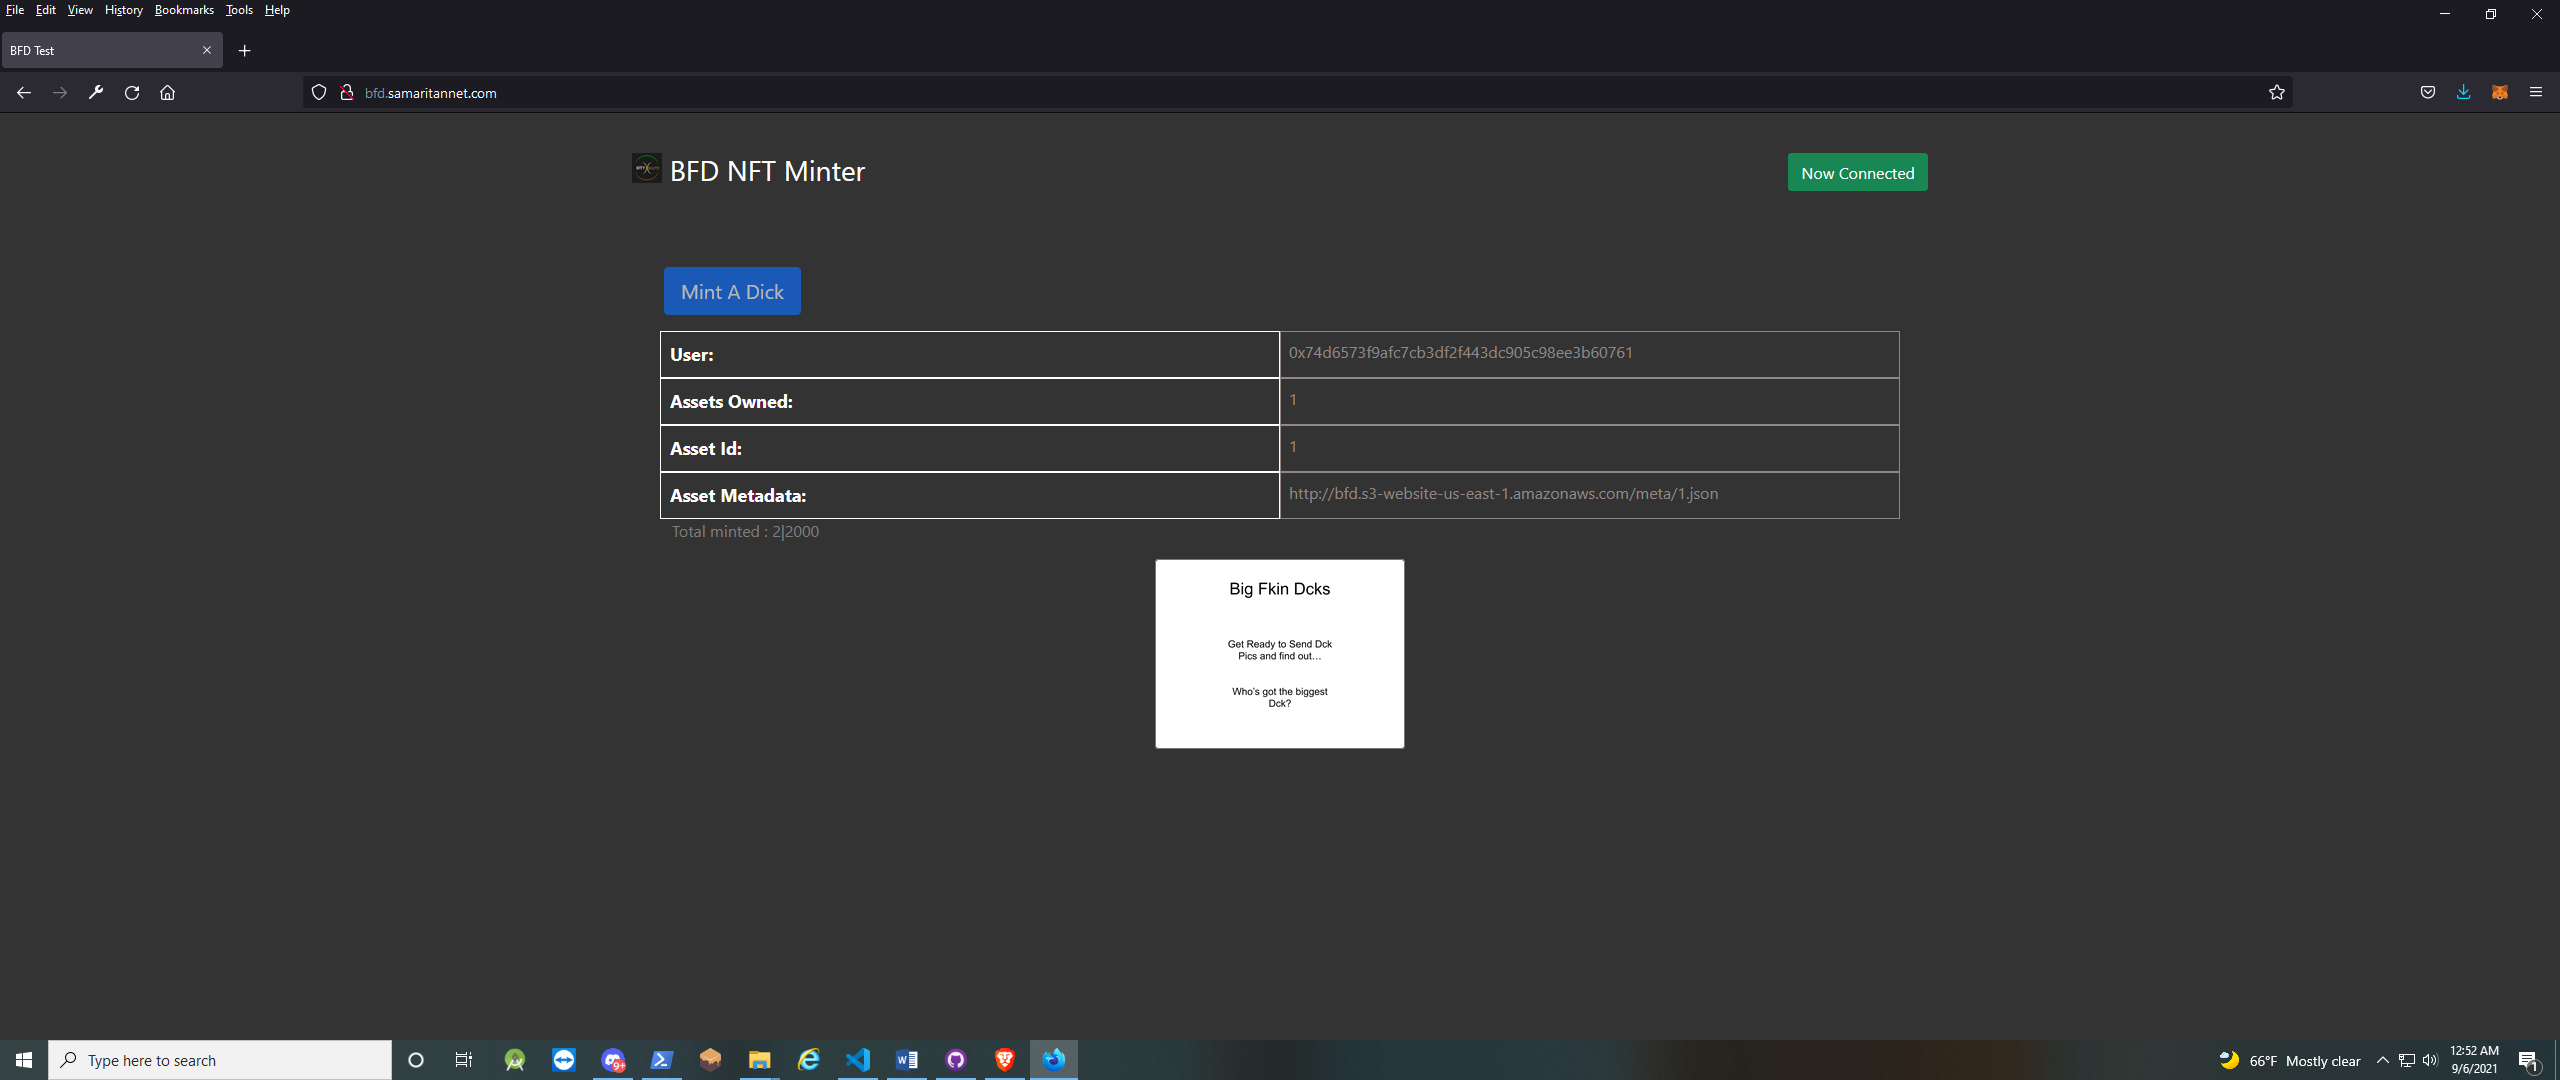 File Edit View History Bookmarks Tools Help
BFD Test
bfd.samaritannet.com
BFD NFT Minter
Now Connected
Mint A Dick
User: 0x74d6573f9afc7cb3df2f443dc905c98ee3b60761
Assets Owned: 1
Asset Id: 1
Asset Metadata: http://bfd.s3-website-us-east-1.amazonaws.com/meta/1.json
Total minted : 2|2000
Big Fkin Dcks
Get Ready to Send Dck
Pics and find out...
Who's got the biggest
Dck?
Type here to search
9+
66°F Mostly clear
12:52 AM
9/6/2021
1